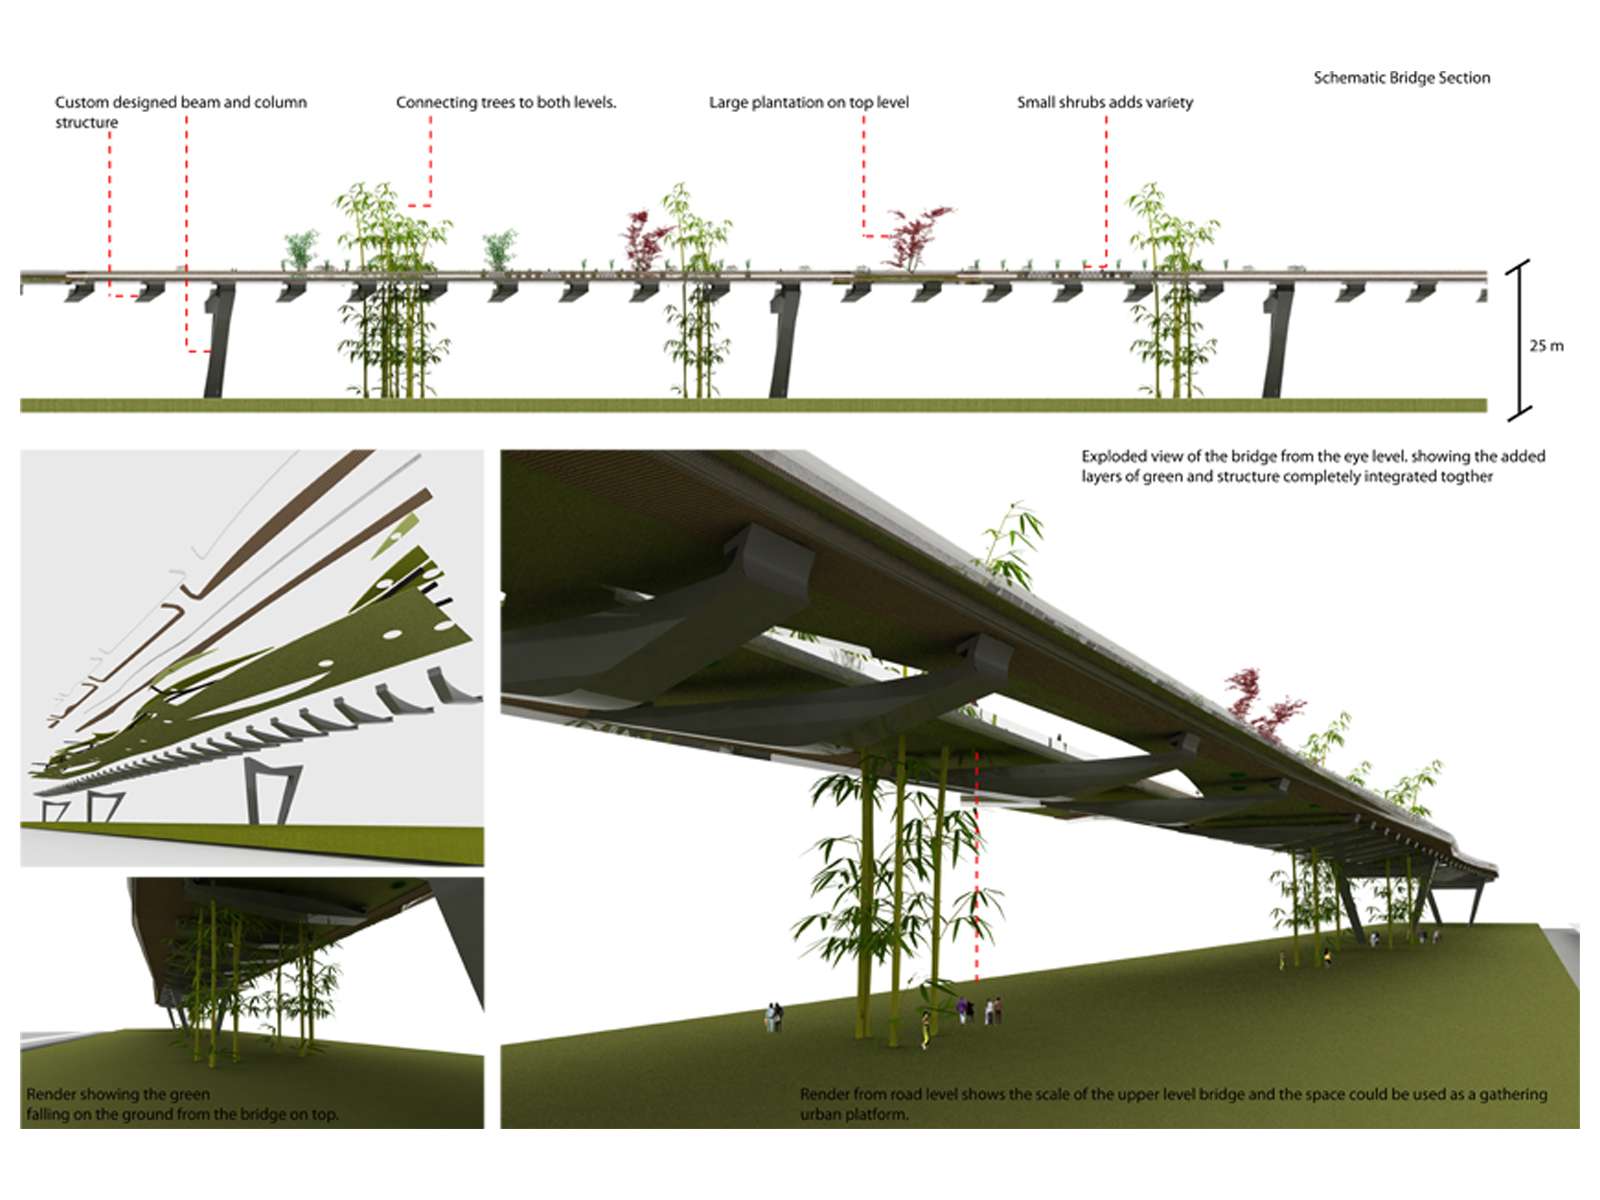 Schematic Bridge Section
Custom designed beam and column
structure
Connecting trees to both levels.
Large plantation on top level
Small shrubs adds variety
25 m
Exploded view of the bridge from the eye level. showing the added
layers of green and structure completely integrated togther
Render showing the green
falling on the ground from the bridge on top.
Render from road level shows the scale of the upper level bridge and the space could be used as a gathering
urban platform.